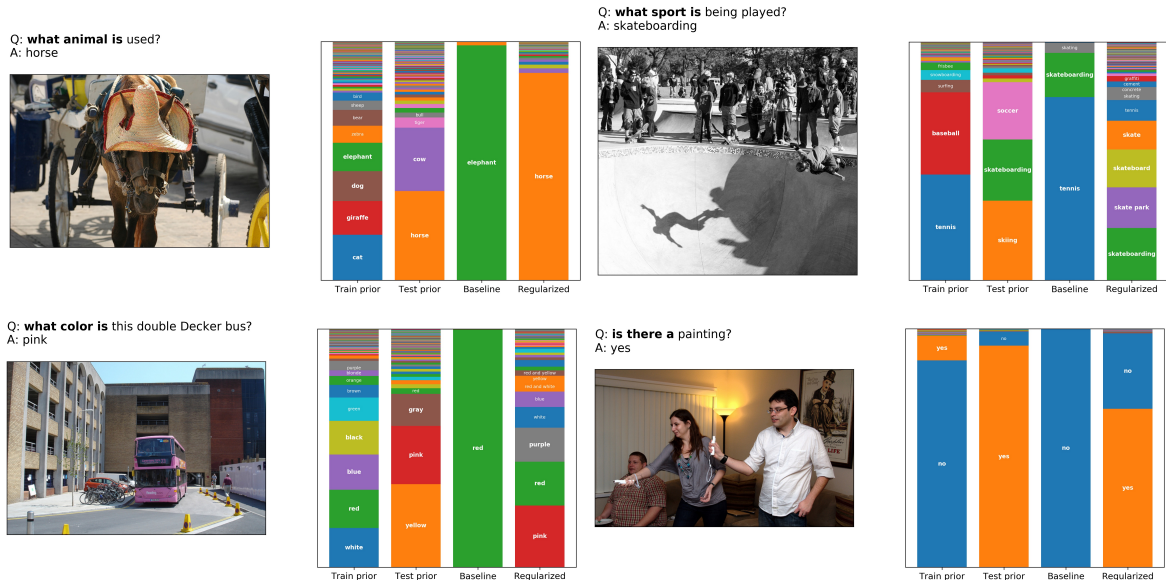 Q: what animal is used?
A: horse
bird
sheep
bear
zebra
elephant
dog
giraffe
cat
bull
tiger
cow
horse
elephant
horse
Train prior Test prior Baseline Regularized
Q: what sport is being played?
A: skateboarding
frisbee
snowboarding
surfing
baseball
tennis
soccer
skateboarding
skiing
skating
skateboarding
tennis
graffiti
cement
concrete
skating
tennis
skate
skateboard
skate park
skateboarding
Train prior Test prior Baseline Regularized
Q: what color is this double Decker bus?
A: pink
purple
blonde
orange
brown
green
black
blue
red
white
red
gray
pink
yellow
red
red and yellow
yellow
red and white
blue
white
purple
red
pink
Train prior Test prior Baseline Regularized
Q: is there a painting?
A: yes
yes
no
no
yes
no
no
yes
Train prior Test prior Baseline Regularized